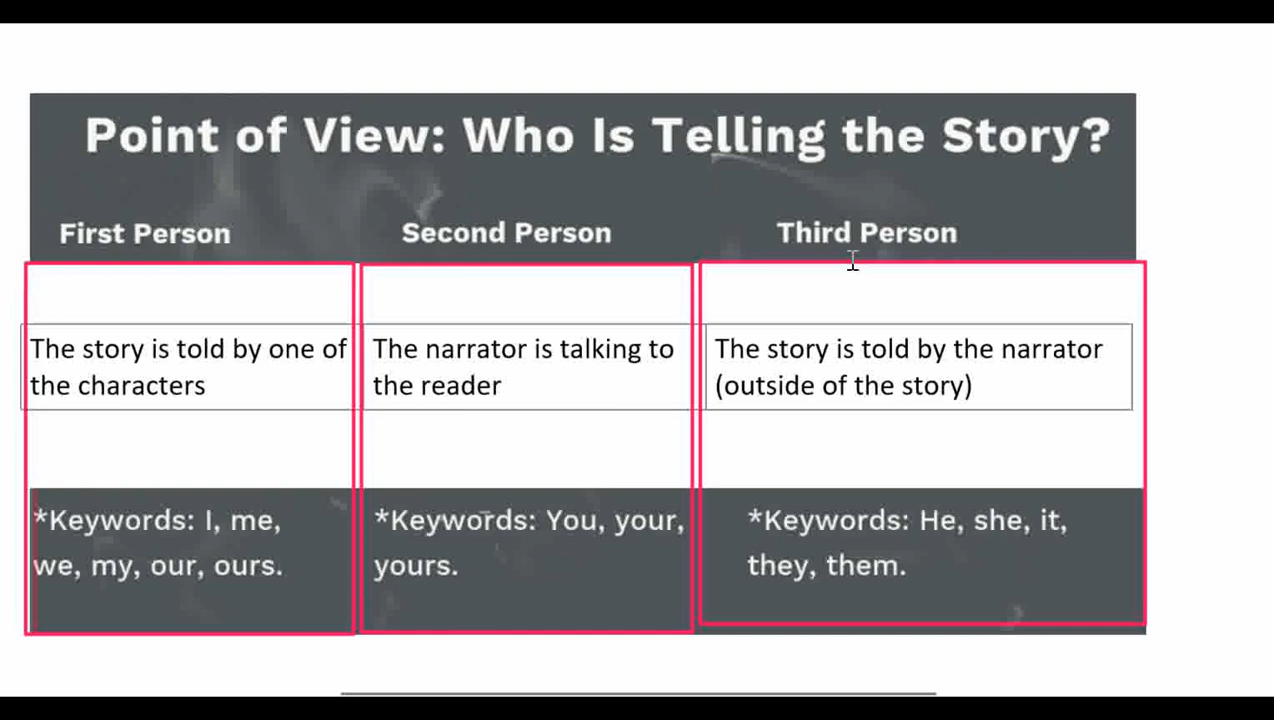 Point of View: Who Is Telling the Story?
First Person
Second Person
Third Person
The story is told by one of
the characters
The narrator is talking to
the reader
The story is told by the narrator
(outside of the story)
*Keywords: I, me,
we, my, our, ours.
*Keywords: You, your,
yours.
*Keywords: He, she, it,
they, them.